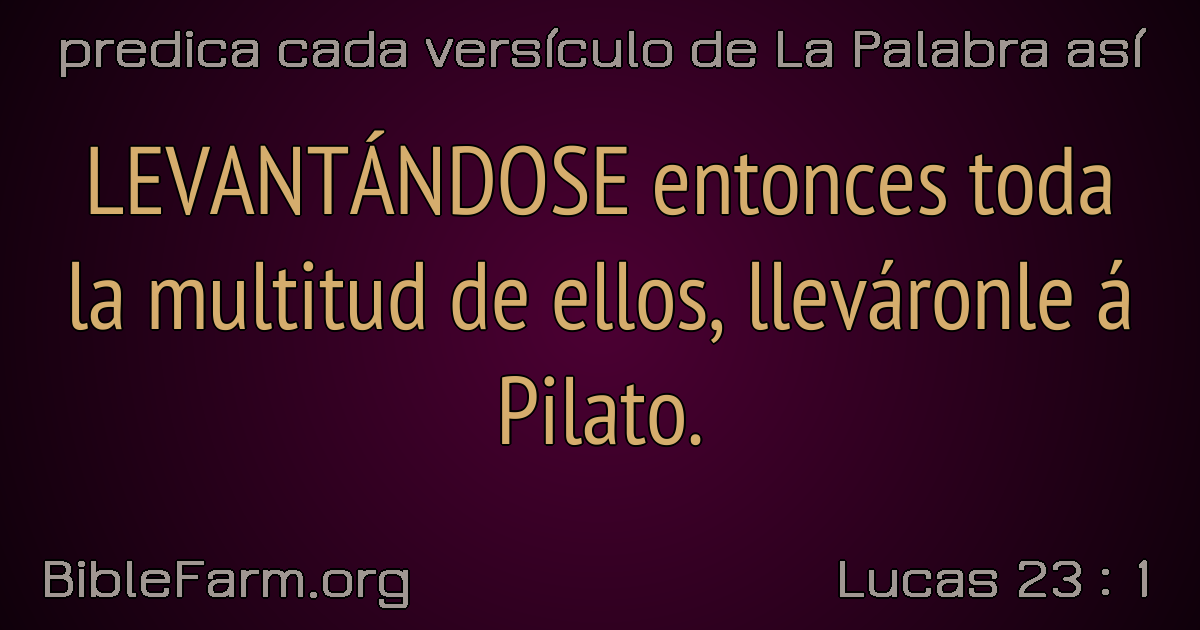 predica cada versículo de La Palabra así
LEVANTÁNDOSE entonces toda
la multitud de ellos, lleváronle á
Pilato.
BibleFarm.org
Lucas 23 : 1